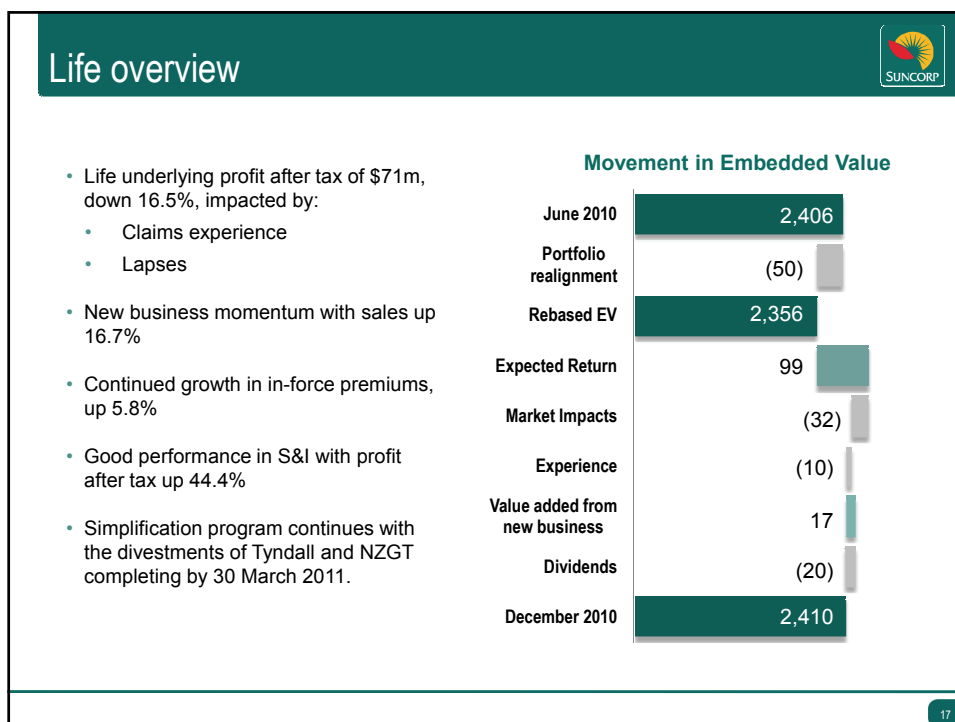 Life overview
SUNCORP
• Life underlying profit after tax of $71m,
down 16.5%, impacted by:
• Claims experience
• Lapses
• New business momentum with sales up
16.7%
• Continued growth in in-force premiums,
up 5.8%
• Good performance in S&I with profit
after tax up 44.4%
• Simplification program continues with
the divestments of Tyndall and NZGT
completing by 30 March 2011.
Movement in Embedded Value
June 2010 2,406
Portfolio
realignment (50)
Rebased EV 2,356
Expected Return 99
Market Impacts (32)
Experience (10)
Value added from
new business 17
Dividends (20)
December 2010 2,410
17